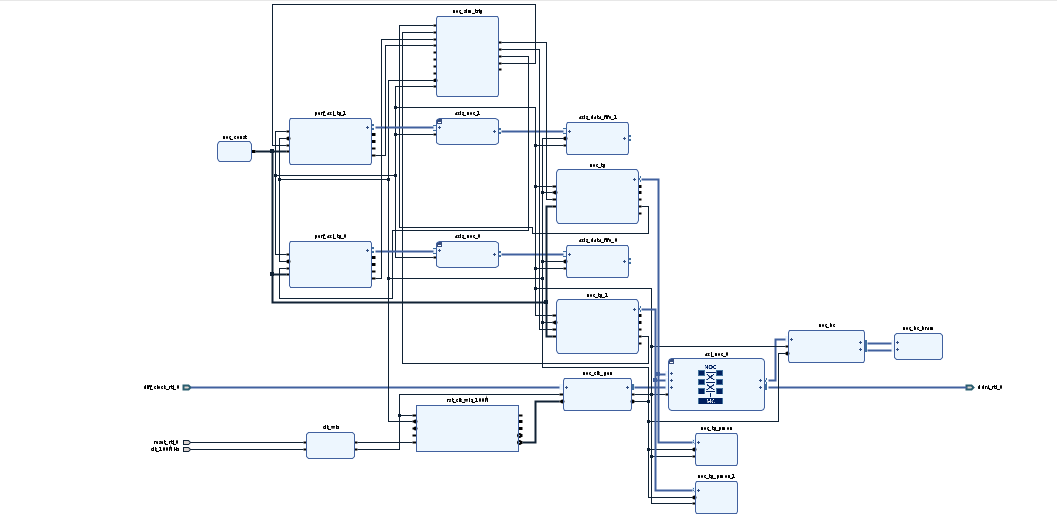 noc_sim_trig
perf_axi_tg_1
axis_noc_1
axis_data_fifo_1
noc_const
noc_tg
perf_axi_tg_0
axis_noc_0
axis_data_fifo_0
noc_tg_1
noc_bc
noc_bc_bram
axi_noc_0
NOC
MC
noc_clk_gen
diff_clock_rtl_0
ddr4_rtl_0
rst_clk_wiz_100M
clk_wiz
reset_rtl_0
clk_100MHz
noc_tg_pmon
noc_tg_pmon_1